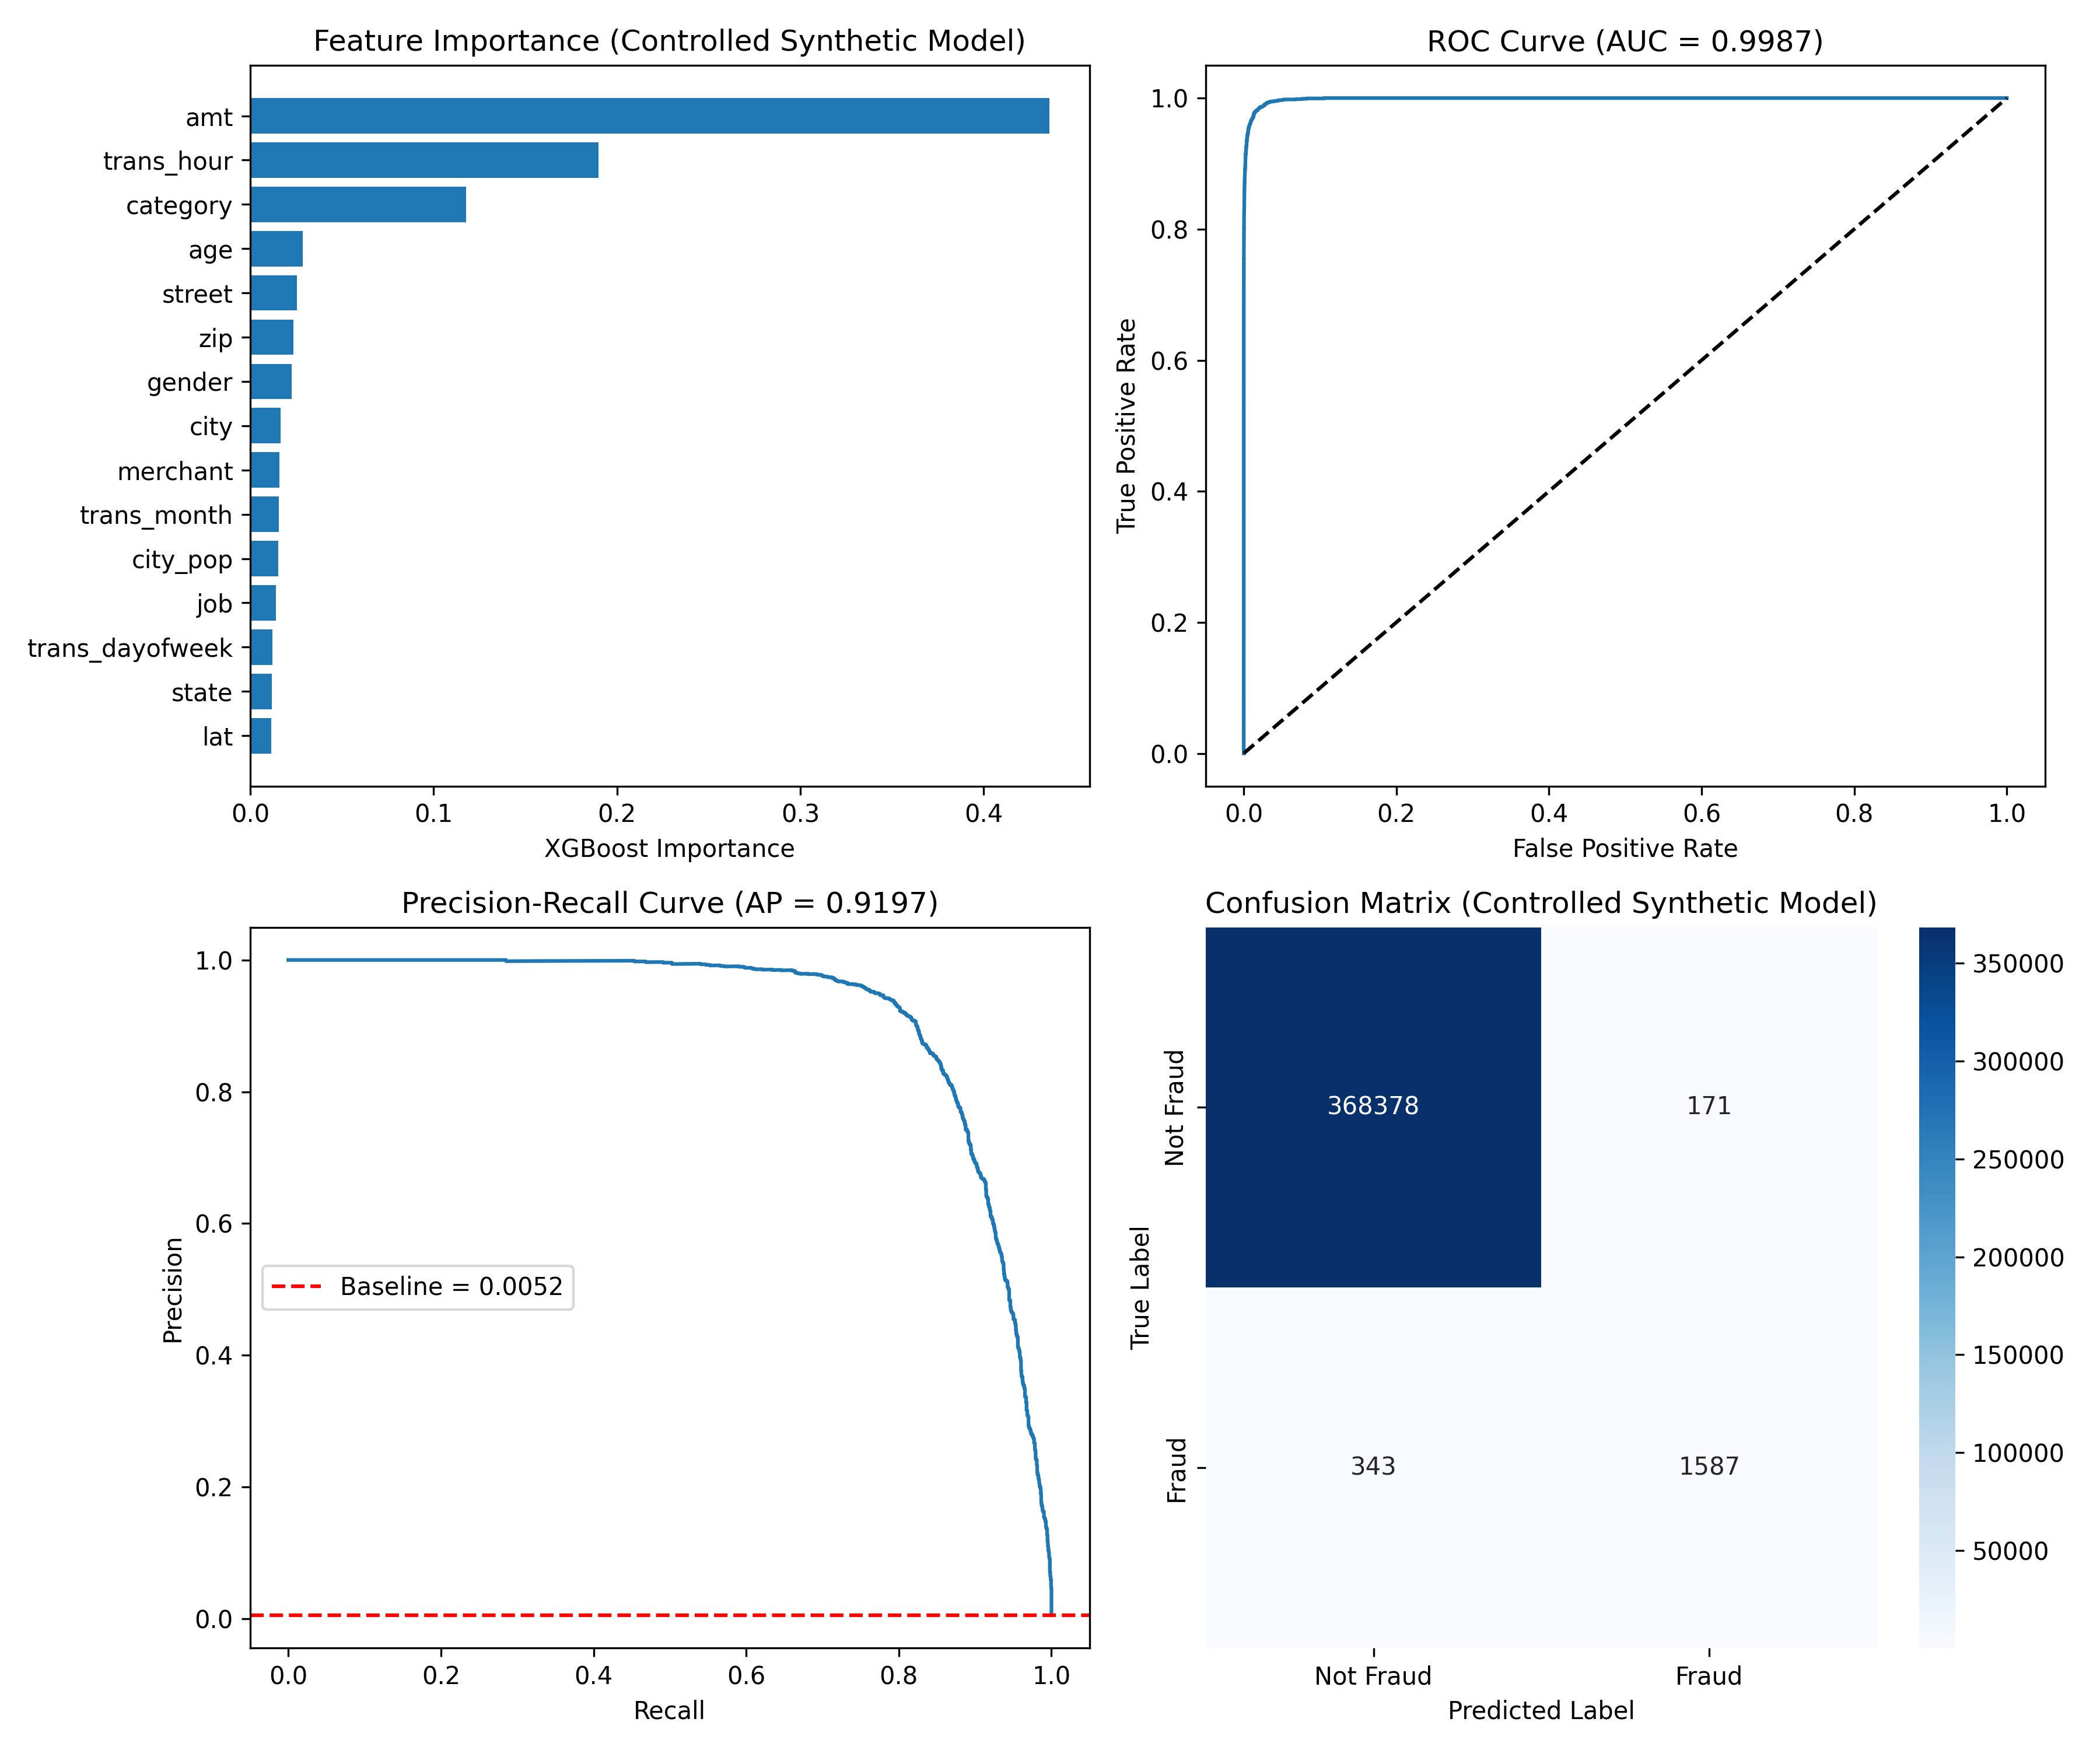 Feature Importance (Controlled Synthetic Model)
amt
trans_hour
category
age
street
zip
gender
city
merchant
trans_month
city_pop
job
trans_dayofweek
state
lat
0.0 0.1 0.2 0.3 0.4
XGBoost Importance
ROC Curve (AUC = 0.9987)
True Positive Rate
1.0
0.8
0.6
0.4
0.2
0.0
0.0 0.2 0.4 0.6 0.8 1.0
False Positive Rate
Precision-Recall Curve (AP = 0.9197)
Precision
1.0
0.8
0.6
0.4
0.2
0.0
Baseline = 0.0052
0.0 0.2 0.4 0.6 0.8 1.0
Recall
Confusion Matrix (Controlled Synthetic Model)
True Label
Not Fraud
368378 171
Fraud
343 1587
Not Fraud Fraud
Predicted Label
350000
300000
250000
200000
150000
100000
50000